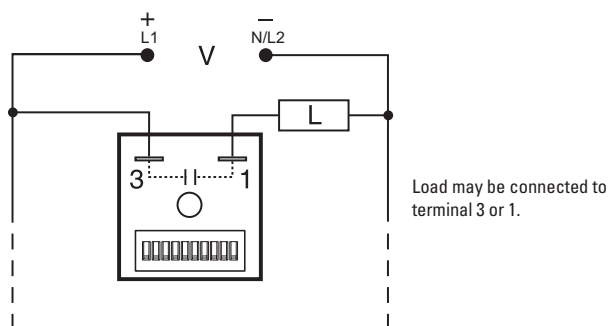 + –
L1 V N/L2
L
3 1
Load may be connected to
terminal 3 or 1.